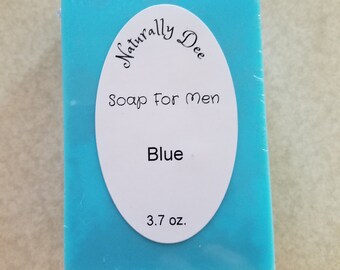 Naturally Dee
Soap For Men
Blue
3.7 oz.